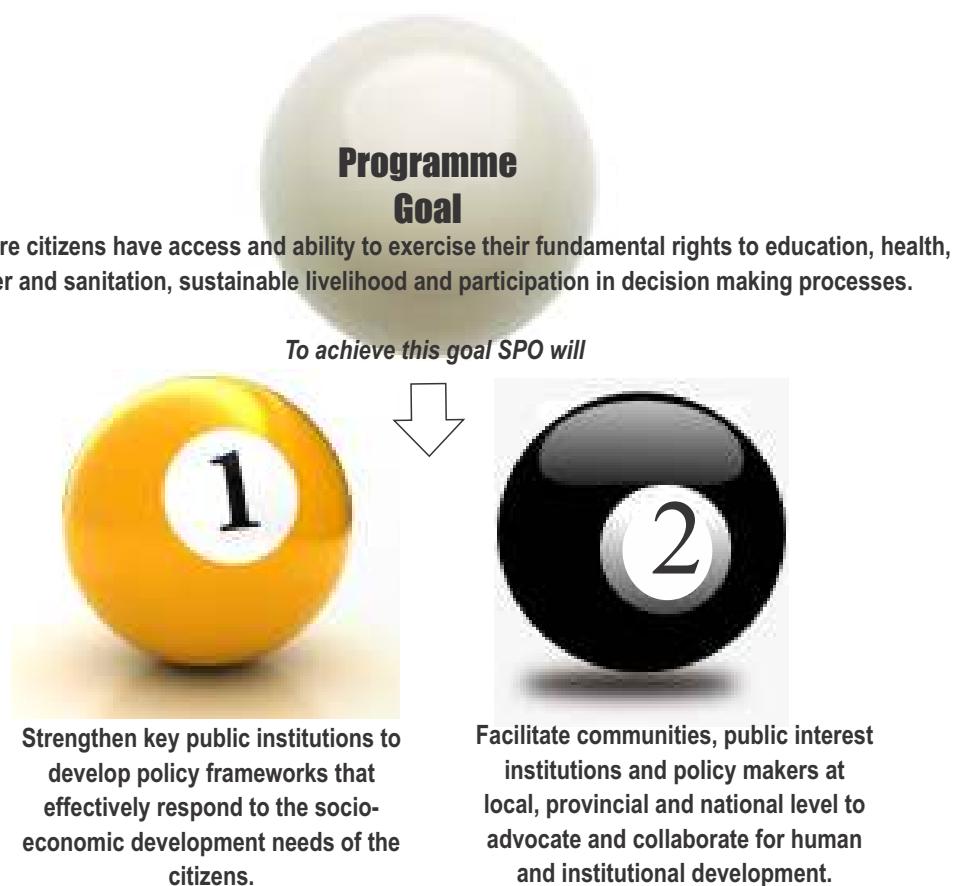 Programme
Goal
re citizens have access and ability to exercise their fundamental rights to education, health,
er and sanitation, sustainable livelihood and participation in decision making processes.
To achieve this goal SPO will
1
2
Strengthen key public institutions to
develop policy frameworks that
effectively respond to the socio-
economic development needs of the
citizens.
Facilitate communities, public interest
institutions and policy makers at
local, provincial and national level to
advocate and collaborate for human
and institutional development.